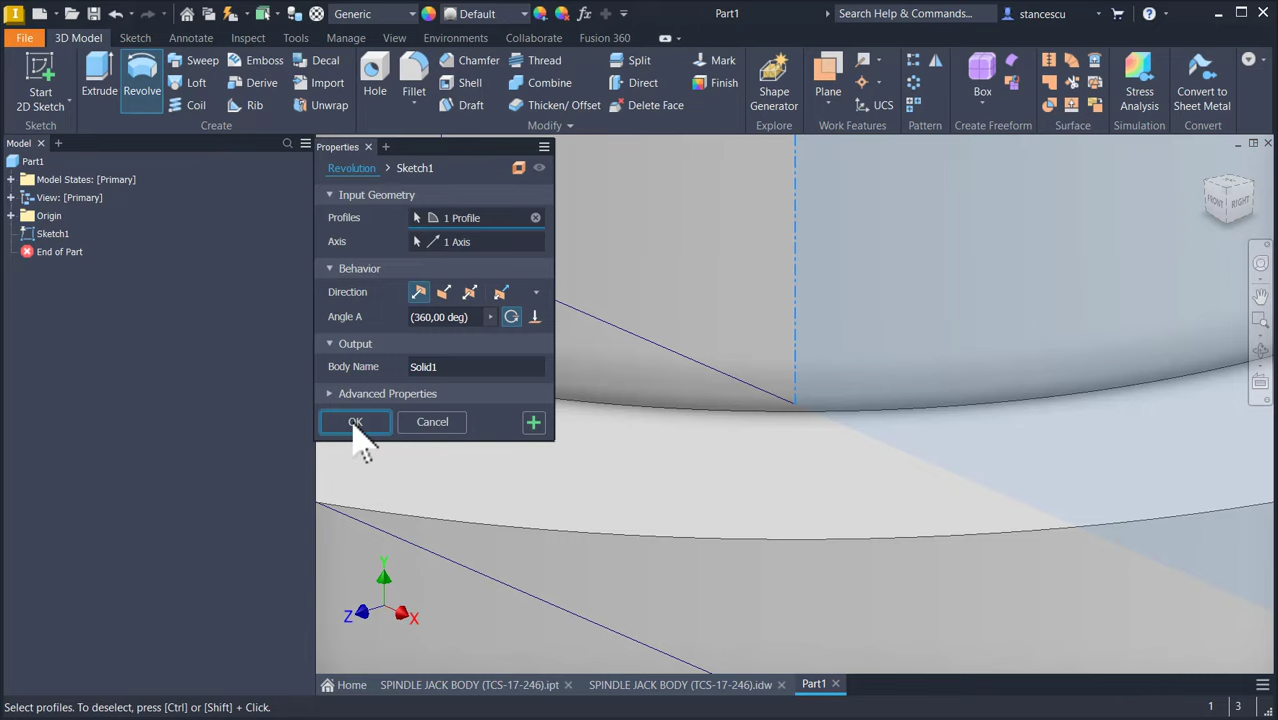 Generic
Default
Part1
Search Help & Commands...
stancescu
File
3D Model
Sketch
Annotate
Inspect
Tools
Manage
View
Environments
Collaborate
Fusion 360
Start
2D Sketch
Extrude
Revolve
Sweep
Loft
Coil
Emboss
Derive
Rib
Decal
Import
Unwrap
Hole
Fillet
Chamfer
Shell
Draft
Thread
Combine
Thicken/ Offset
Split
Direct
Delete Face
Mark
Finish
Shape
Generator
Plane
UCS
Box
Stress
Analysis
Convert to
Sheet Metal
Sketch
Create
Modify
Explore
Work Features
Pattern
Create Freeform
Surface
Simulation
Convert
Model
Part1
Model States: [Primary]
View: [Primary]
Origin
Sketch1
End of Part
Properties
Revolution
Sketch1
Input Geometry
Profiles
1 Profile
Axis
1 Axis
Behavior
Direction
Angle A
(360,00 deg)
Output
Body Name
Solid1
Advanced Properties
OK
Cancel
FRONT
RIGHT
Y
Z
X
Home
SPINDLE JACK BODY (TCS-17-246).ipt
SPINDLE JACK BODY (TCS-17-246).idw
Part1
Select profiles. To deselect, press [Ctrl] or [Shift] + Click.
1
3